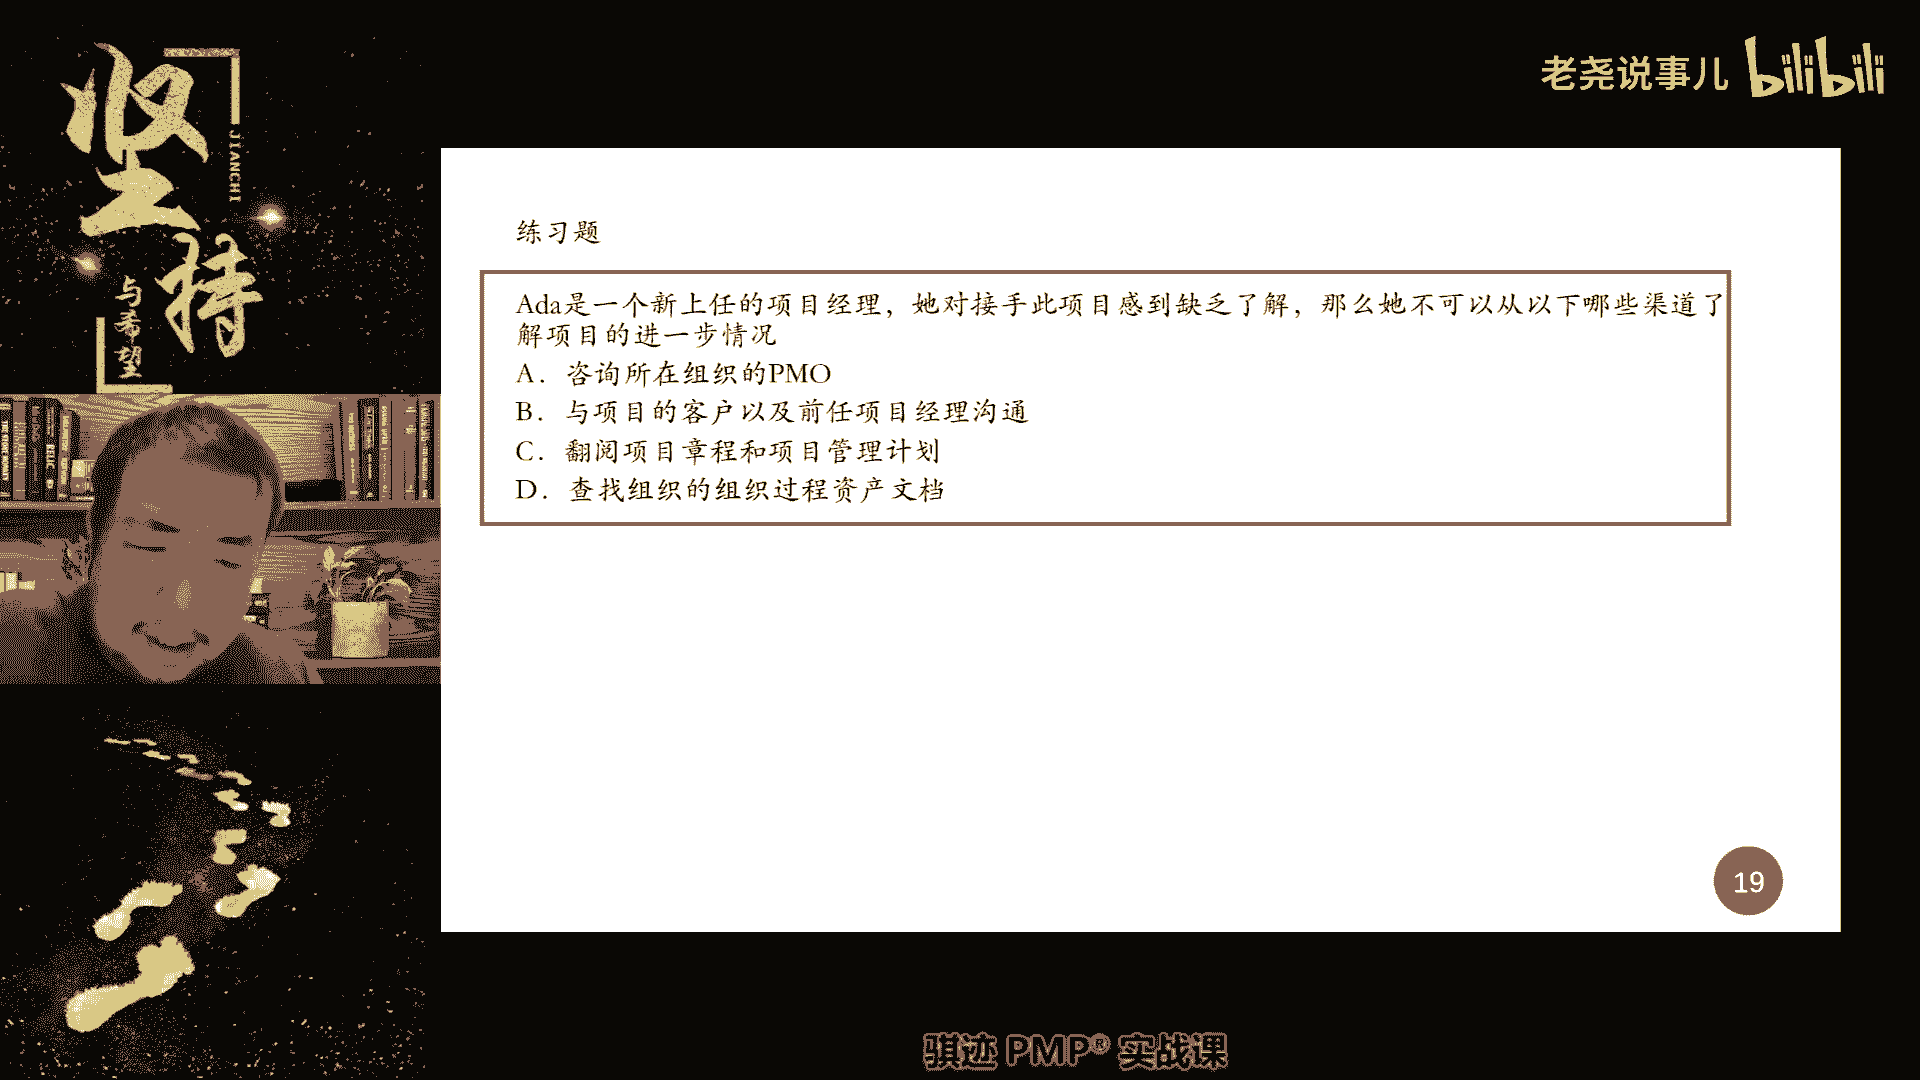 坚持
JIANCHI
与希望
老尧说事儿 bilibili
练习题
Ada是一个新上任的项目经理，她对接手此项目感到缺乏了解，那么她不可以从以下哪些渠道了
解项目的进一步情况
A．咨询所在组织的PMO
B．与项目的客户以及前任项目经理沟通
C．翻阅项目章程和项目管理计划
D．查找组织的组织过程资产文档
19
骐迹 PMP® 实战课